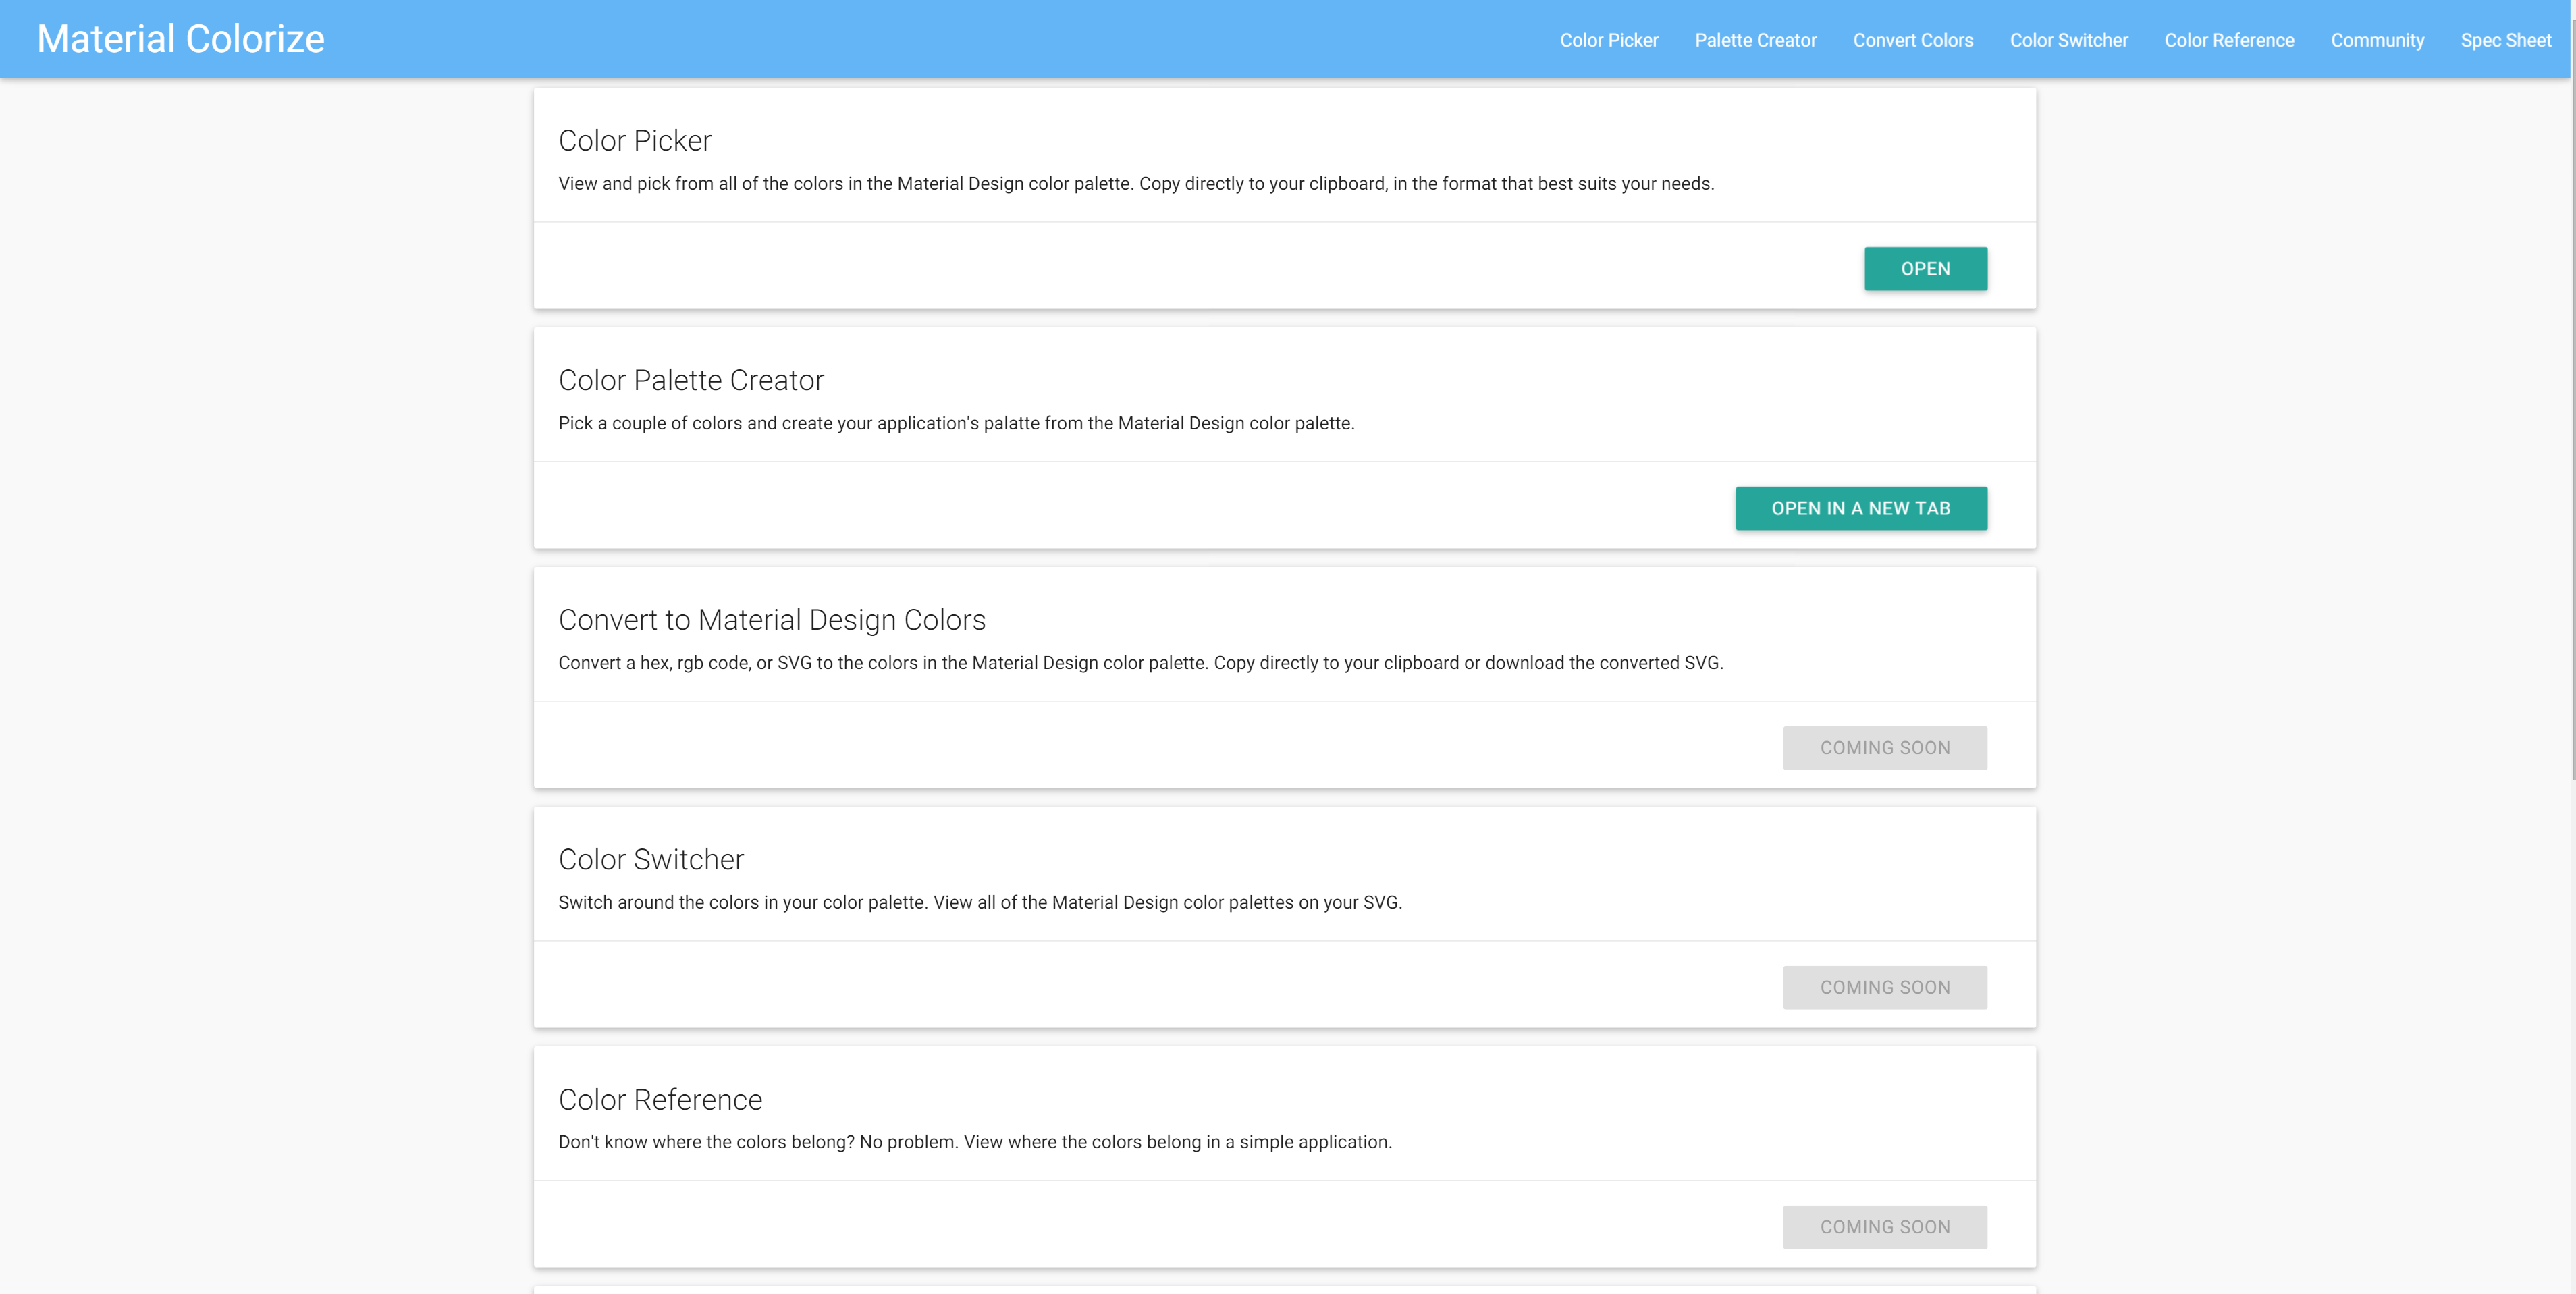 Material Colorize
Color Picker
Palette Creator
Convert Colors
Color Switcher
Color Reference
Community
Spec Sheet
Color Picker
View and pick from all of the colors in the Material Design color palette. Copy directly to your clipboard, in the format that best suits your needs.
OPEN
Color Palette Creator
Pick a couple of colors and create your application's palatte from the Material Design color palette.
OPEN IN A NEW TAB
Convert to Material Design Colors
Convert a hex, rgb code, or SVG to the colors in the Material Design color palette. Copy directly to your clipboard or download the converted SVG.
COMING SOON
Color Switcher
Switch around the colors in your color palette. View all of the Material Design color palettes on your SVG.
COMING SOON
Color Reference
Don't know where the colors belong? No problem. View where the colors belong in a simple application.
COMING SOON